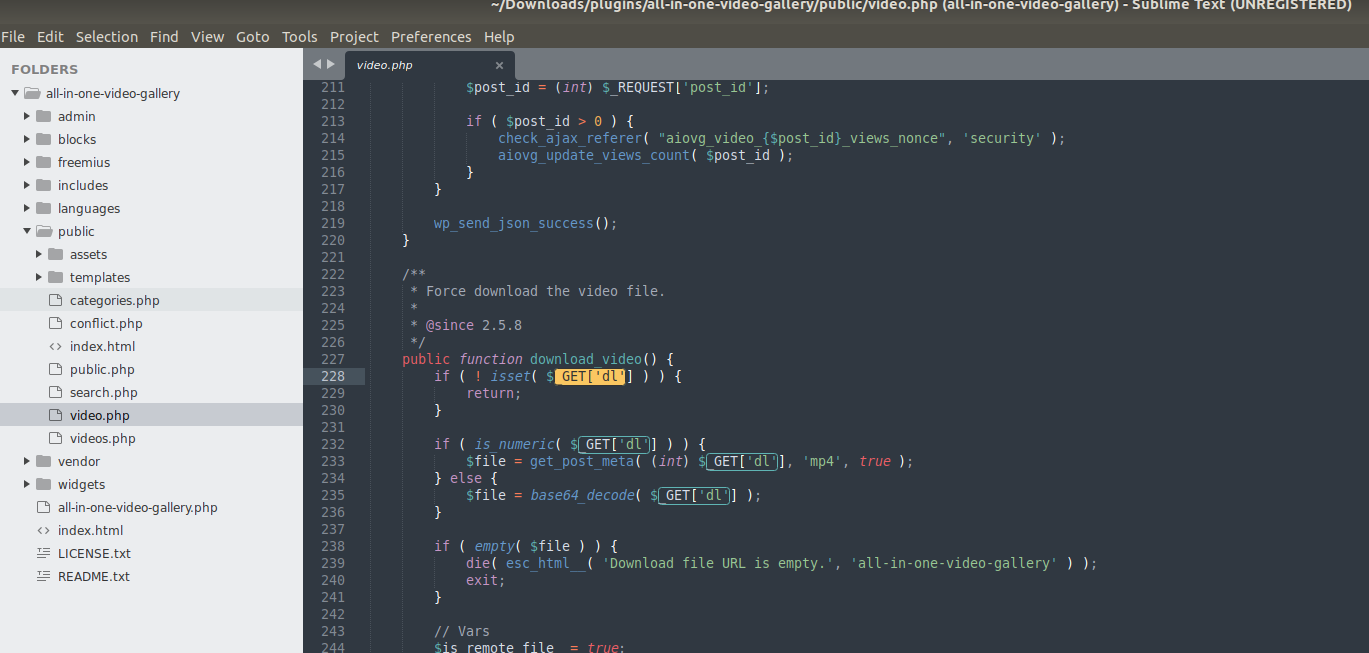 ~/Downloads/plugins/all-in-one-video-gallery/public/video.php (all-in-one-video-gallery) - Sublime Text (UNREGISTERED)
File Edit Selection Find View Goto Tools Project Preferences Help
FOLDERS
all-in-one-video-gallery
admin
blocks
freemius
includes
languages
public
assets
templates
categories.php
conflict.php
index.html
public.php
search.php
video.php
videos.php
vendor
widgets
all-in-one-video-gallery.php
index.html
LICENSE.txt
README.txt
video.php ×
211 $post_id = (int) $_REQUEST['post_id'];
212
213 if ( $post_id > 0 ) {
214 check_ajax_referer( "aiovg_video_{$post_id}_views_nonce", 'security' );
215 aiovg_update_views_count( $post_id );
216 }
217 }
218
219 wp_send_json_success();
220 }
221
222 /**
223 * Force download the video file.
224 *
225 * @since 2.5.8
226 */
227 public function download_video() {
228 if ( ! isset( $_GET['dl'] ) ) {
229 return;
230 }
231
232 if ( is_numeric( $_GET['dl'] ) ) {
233 $file = get_post_meta( (int) $_GET['dl'], 'mp4', true );
234 } else {
235 $file = base64_decode( $_GET['dl'] );
236 }
237
238 if ( empty( $file ) ) {
239 die( esc_html__( 'Download file URL is empty.', 'all-in-one-video-gallery' ) );
240 exit;
241 }
242
243 // Vars
244 $is_remote_file = true;